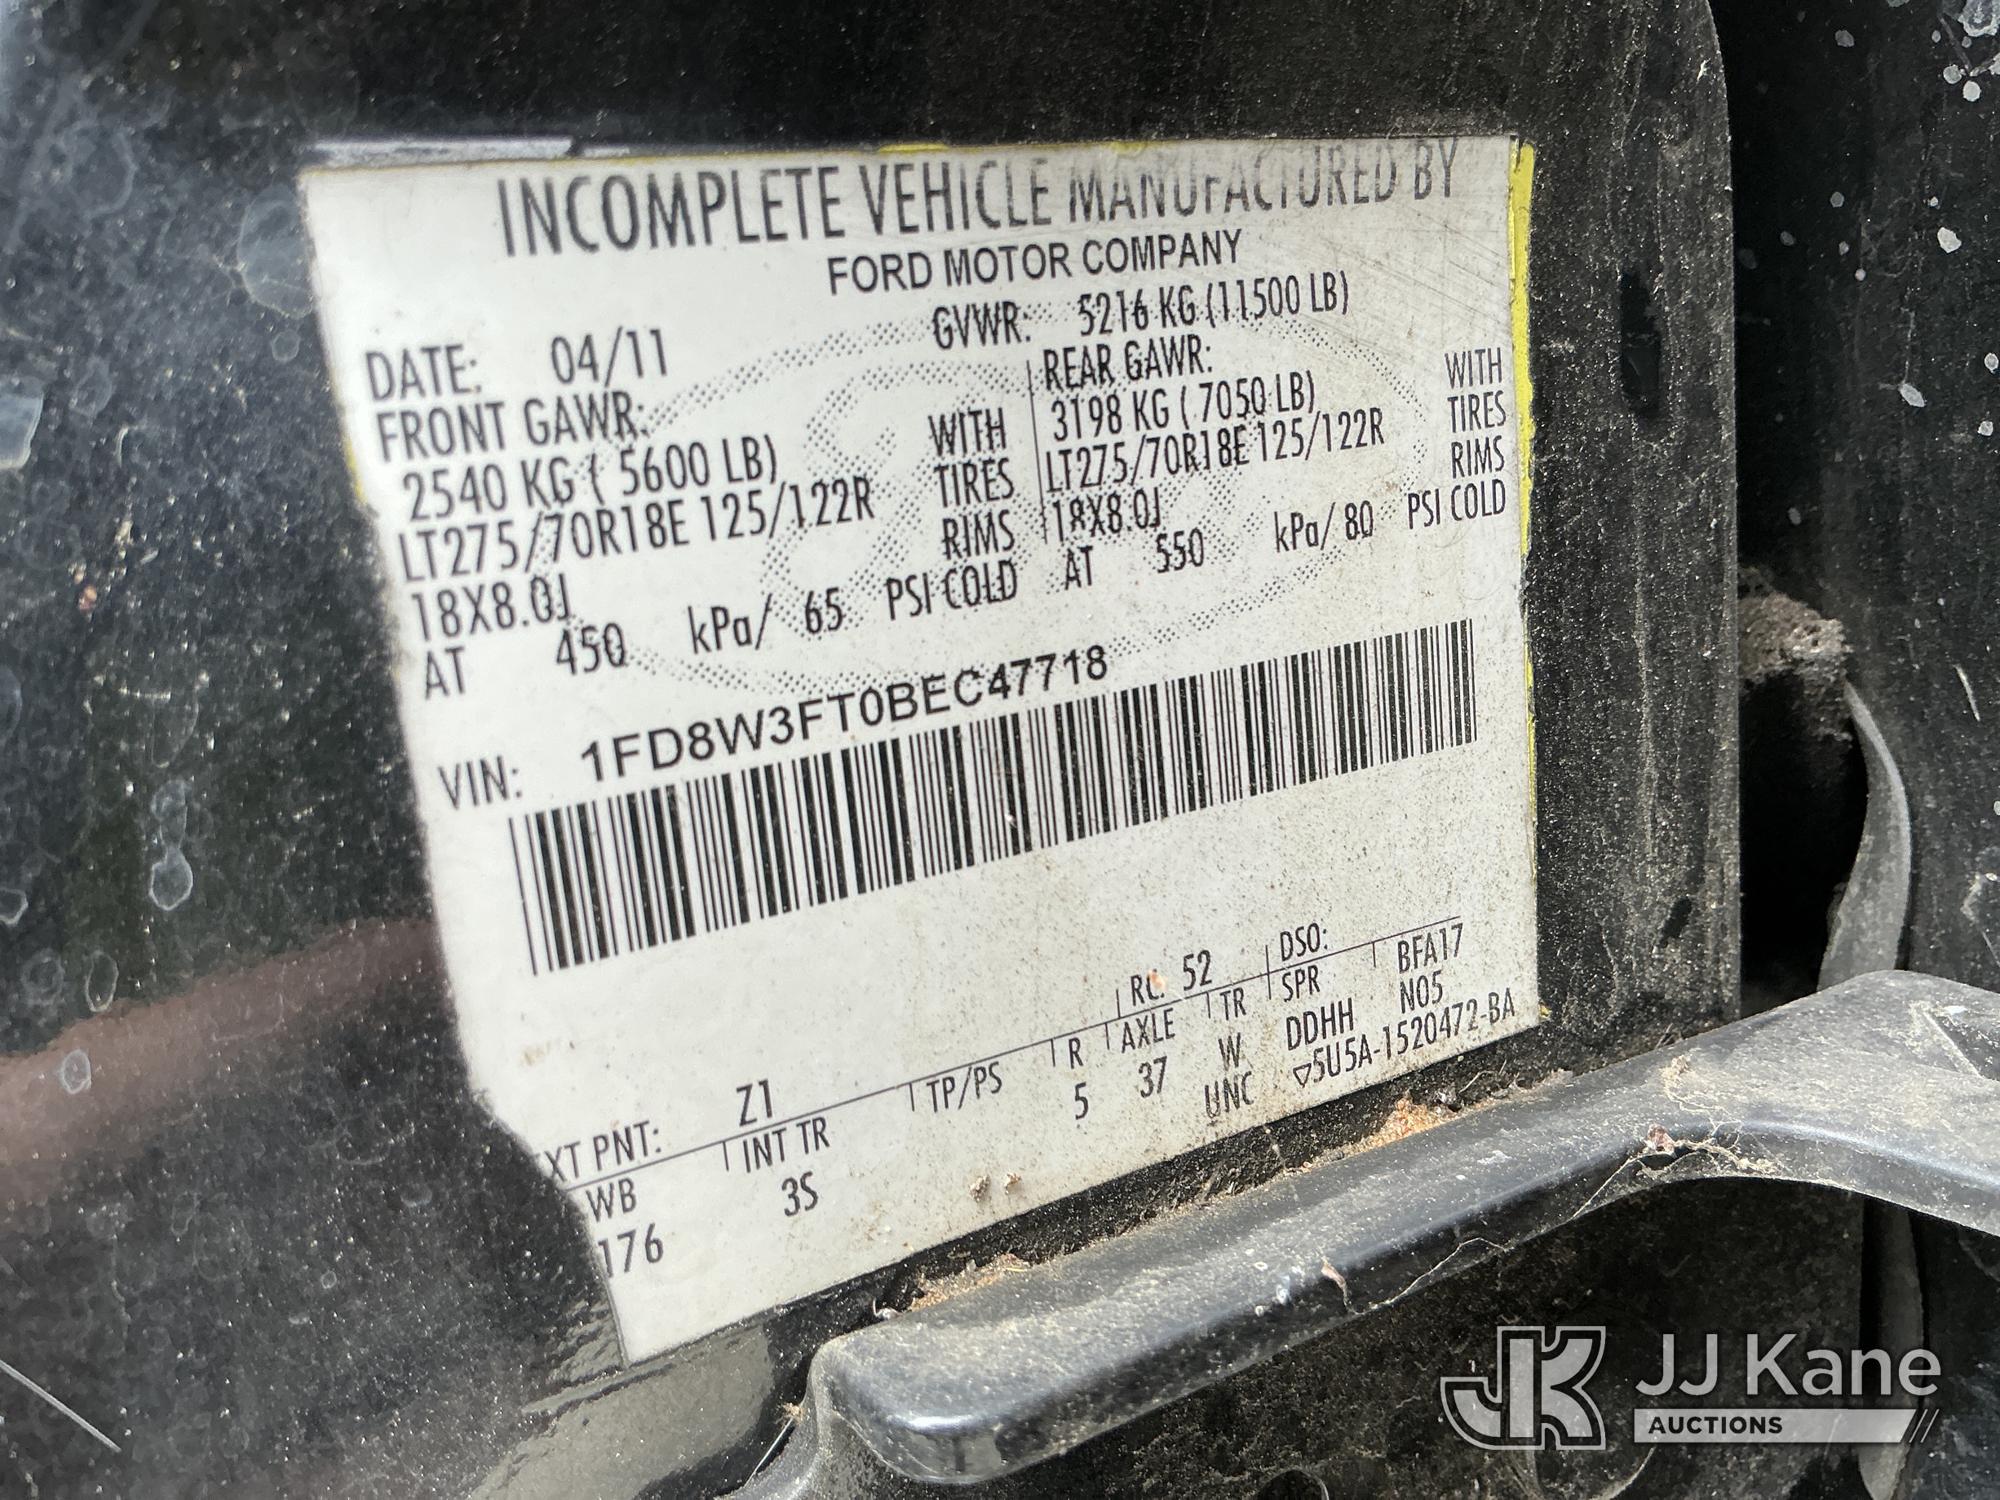 INCOMPLETE VEHICLE MANUFACTURED BY
FORD MOTOR COMPANY
DATE: 04/11 GVWR: 5216 KG (11500 LB)
FRONT GAWR: REAR GAWR:
2540 KG ( 5600 LB) WITH 3198 KG ( 7050 LB) WITH
LT275/70R18E 125/122R TIRES LT275/70R18E 125/122R TIRES
18X8.0J RIMS 18X8.0J RIMS
AT 450 kPa/ 65 PSI COLD AT 550 kPa/ 80 PSI COLD
VIN: 1FD8W3FT0BEC47718
XT PNT: Z1 RC: 52 DSO:
WB INT TR TP/PS R AXLE TR SPR BFA17
176 3S 5 37 W DDHH N05
UNC ▽5U5A-1520472-BA
JK JJ Kane
AUCTIONS